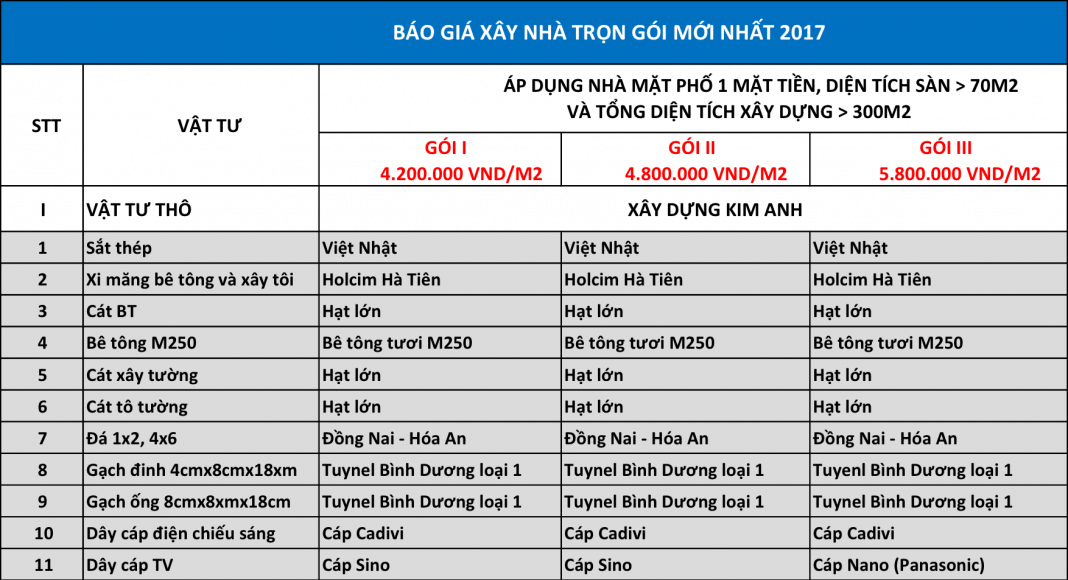 BÁO GIÁ XÂY NHÀ TRỌN GÓI MỚI NHẤT 2017
STT VẬT TƯ ÁP DỤNG NHÀ MẶT PHỐ 1 MẶT TIỀN, DIỆN TÍCH SÀN > 70M2
VÀ TỔNG DIỆN TÍCH XÂY DỰNG > 300M2
GÓI I GÓI II GÓI III
4.200.000 VND/M2 4.800.000 VND/M2 5.800.000 VND/M2
I VẬT TƯ THÔ XÂY DỰNG KIM ANH
1 Sắt thép Việt Nhật Việt Nhật Việt Nhật
2 Xi măng bê tông và xây tôi Holcim Hà Tiên Holcim Hà Tiên Holcim Hà Tiên
3 Cát BT Hạt lớn Hạt lớn Hạt lớn
4 Bê tông M250 Bê tông tươi M250 Bê tông tươi M250 Bê tông tươi M250
5 Cát xây tường Hạt lớn Hạt lớn Hạt lớn
6 Cát tô tường Hạt lớn Hạt lớn Hạt lớn
7 Đá 1x2, 4x6 Đồng Nai - Hóa An Đồng Nai - Hóa An Đồng Nai - Hóa An
8 Gạch đinh 4cmx8cmx18xm Tuynel Bình Dương loại 1 Tuynel Bình Dương loại 1 Tuyenl Bình Dương loại 1
9 Gạch ống 8cmx8xmx18cm Tuynel Bình Dương loại 1 Tuynel Bình Dương loại 1 Tuynel Bình Dương loại 1
10 Dây cáp điện chiếu sáng Cáp Cadivi Cáp Cadivi Cáp Cadivi
11 Dây cáp TV Cáp Sino Cáp Sino Cáp Nano (Panasonic)